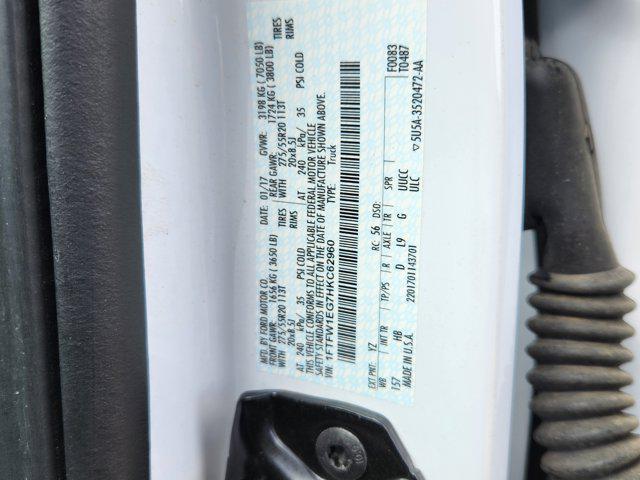 MFD. BY FORD MOTOR CO. DATE: 01/17 GVWR: 3198 KG (7050 LB)
FRONT GAWR: 1656 KG (3650 LB) REAR GAWR: 1724 KG (3800 LB)
WITH 275/55R20 113T TIRES WITH 275/55R20 113T TIRES
20x8.5J RIMS 20x8.5J RIMS
AT 240 kPa/ 35 PSI COLD AT 240 kPa/ 35 PSI COLD
THIS VEHICLE CONFORMS TO ALL APPLICABLE FEDERAL MOTOR VEHICLE
SAFETY STANDARDS IN EFFECT ON THE DATE OF MANUFACTURE SHOWN ABOVE.
VIN: 1FTFW1EG7HKC62960 TYPE: Truck
F0083
T0487
EXT PNT: YZ RC: 56 DSO:
WB INT TR TP/PS R AXLE TR SPR
157 HB D L9 G UUCC
ULC
MADE IN U.S.A. 2201701143701
5U5A-3520472-AA